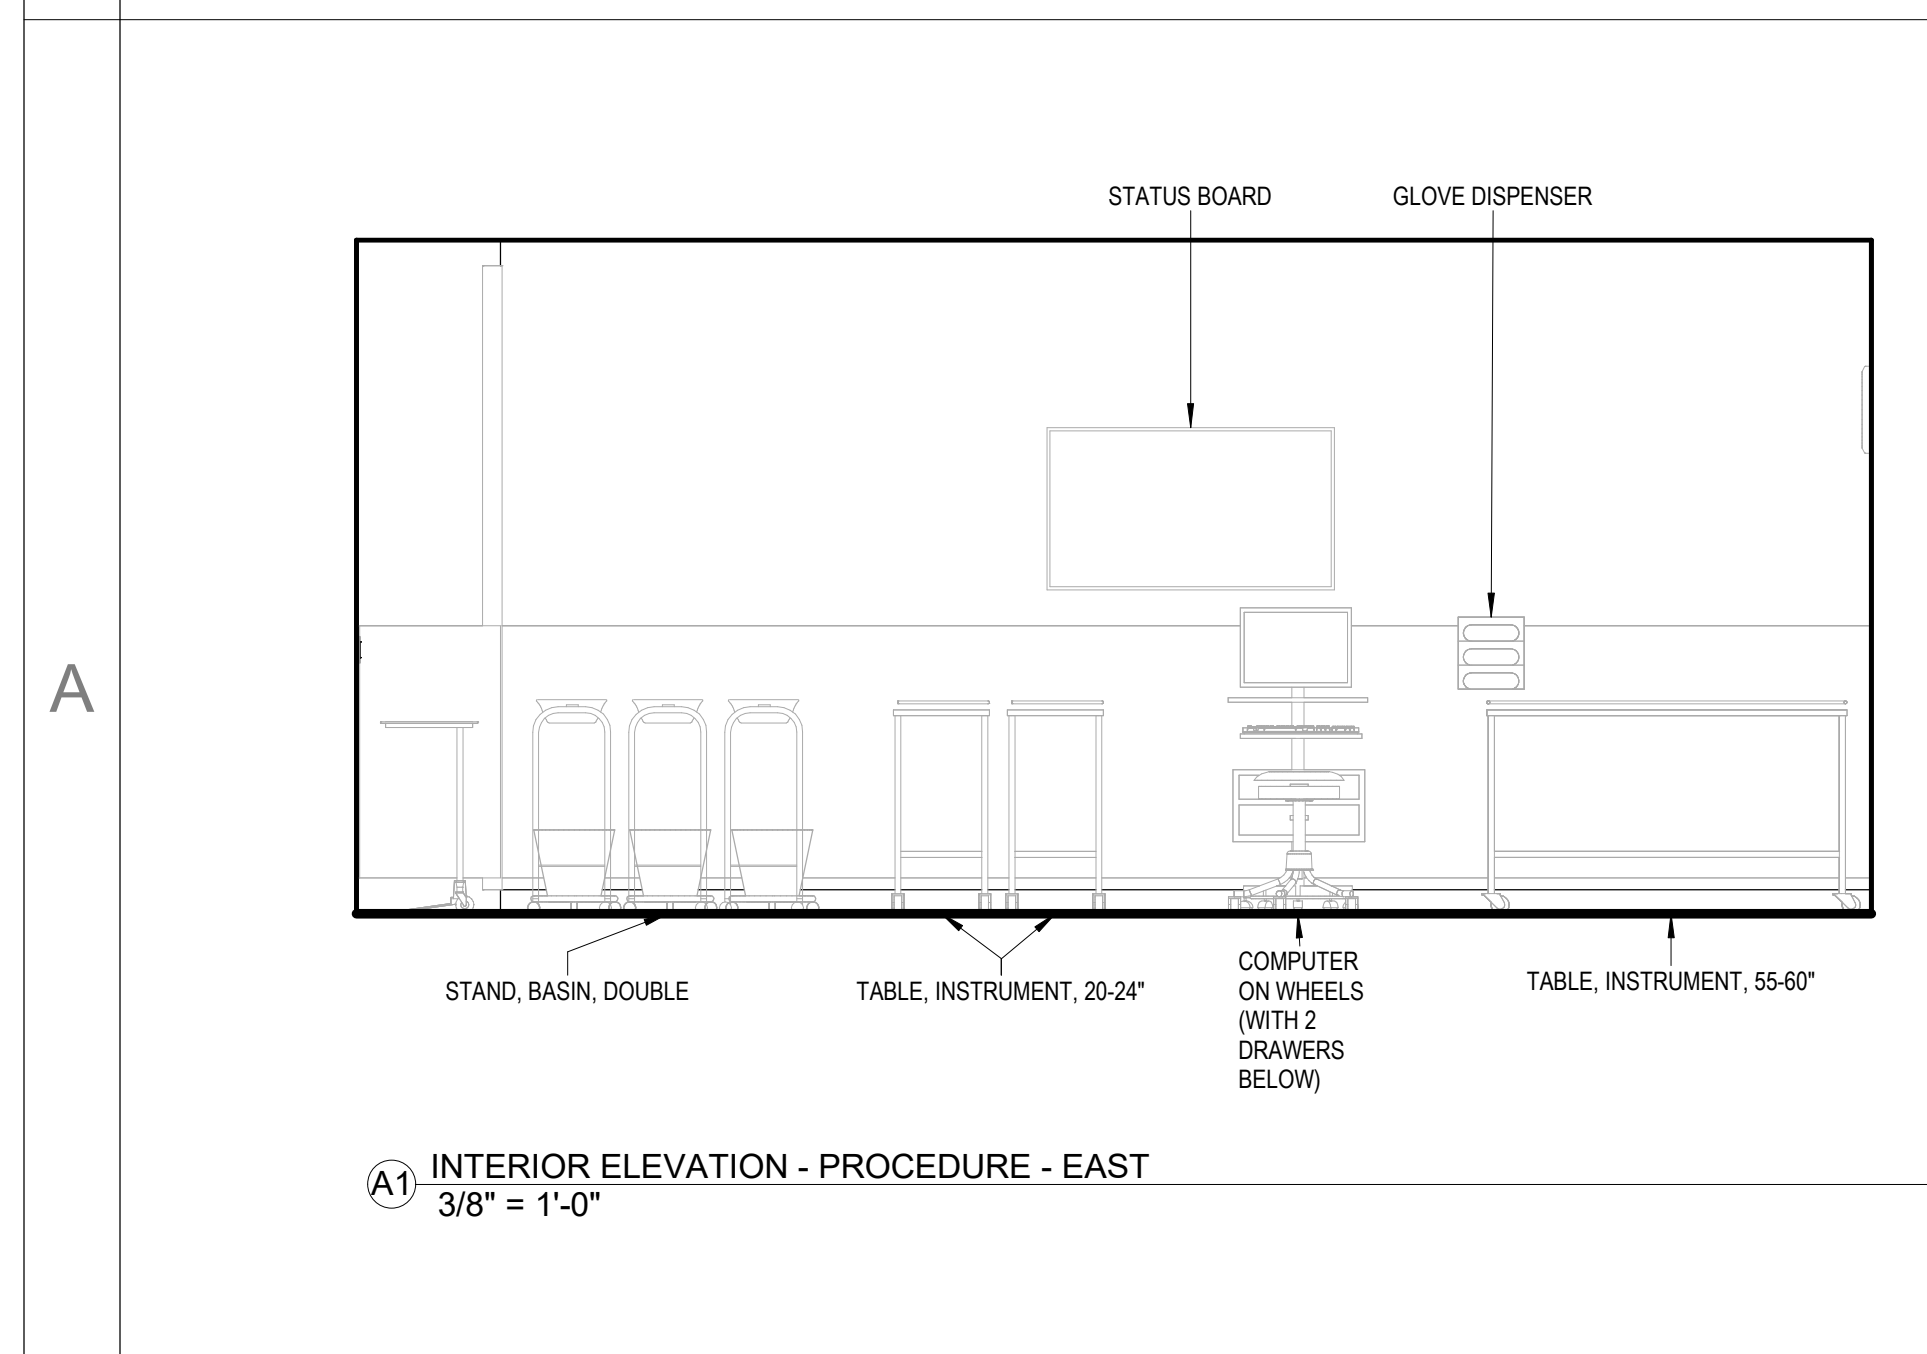 STATUS BOARD
GLOVE DISPENSER
A
STAND, BASIN, DOUBLE
TABLE, INSTRUMENT, 20-24"
COMPUTER
ON WHEELS
(WITH 2
DRAWERS
BELOW)
TABLE, INSTRUMENT, 55-60"
A1
INTERIOR ELEVATION - PROCEDURE - EAST
3/8" = 1'-0"